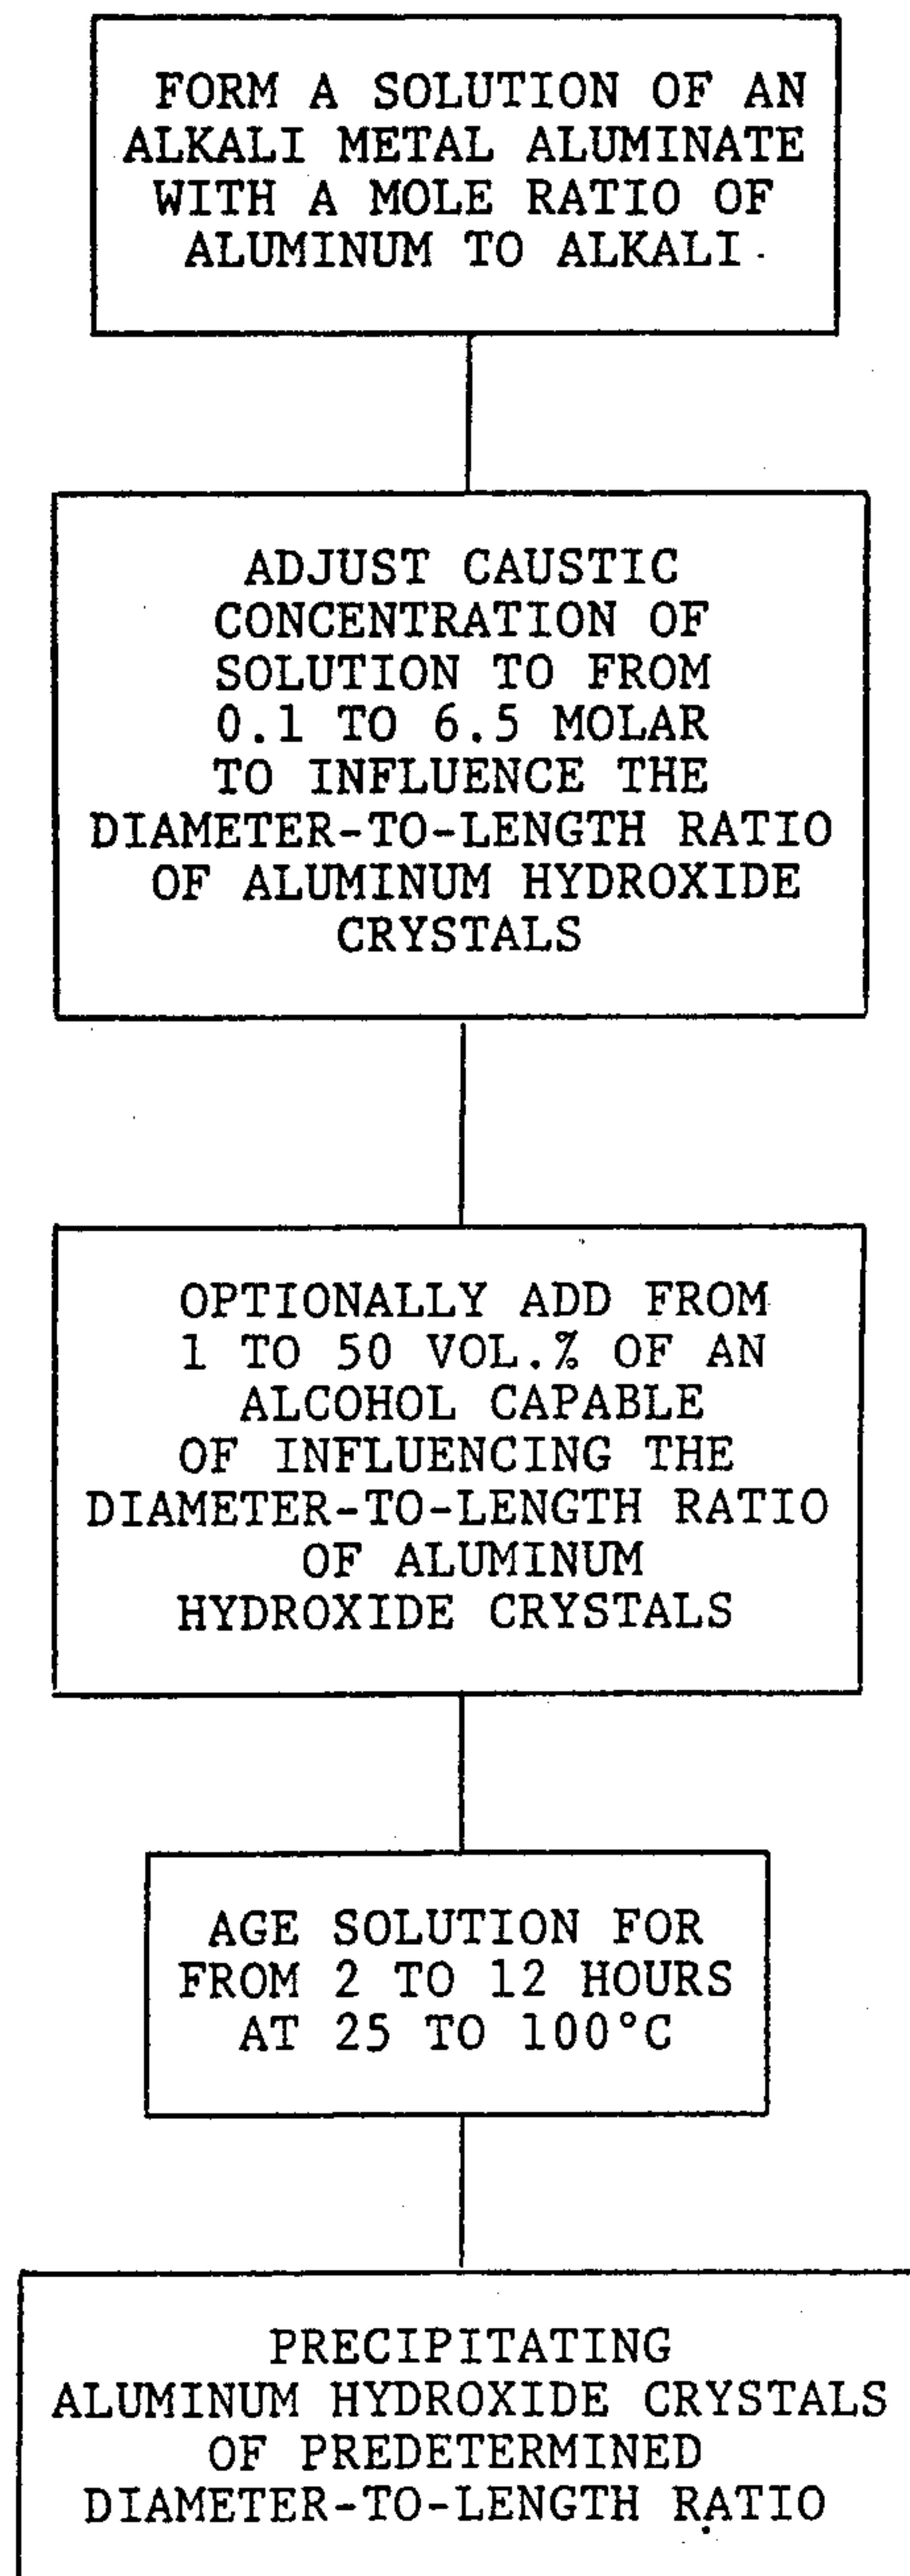 FORM A SOLUTION OF AN
ALKALI METAL ALUMINATE
WITH A MOLE RATIO OF
ALUMINUM TO ALKALI
ADJUST CAUSTIC
CONCENTRATION OF
SOLUTION TO FROM
0.1 TO 6.5 MOLAR
TO INFLUENCE THE
DIAMETER-TO-LENGTH RATIO
OF ALUMINUM HYDROXIDE
CRYSTALS
OPTIONALLY ADD FROM
1 TO 50 VOL.% OF AN
ALCOHOL CAPABLE
OF INFLUENCING THE
DIAMETER-TO-LENGTH RATIO
OF ALUMINUM
HYDROXIDE CRYSTALS
AGE SOLUTION FOR
FROM 2 TO 12 HOURS
AT 25 TO 100°C
PRECIPITATING
ALUMINUM HYDROXIDE CRYSTALS
OF PREDETERMINED
DIAMETER-TO-LENGTH RATIO